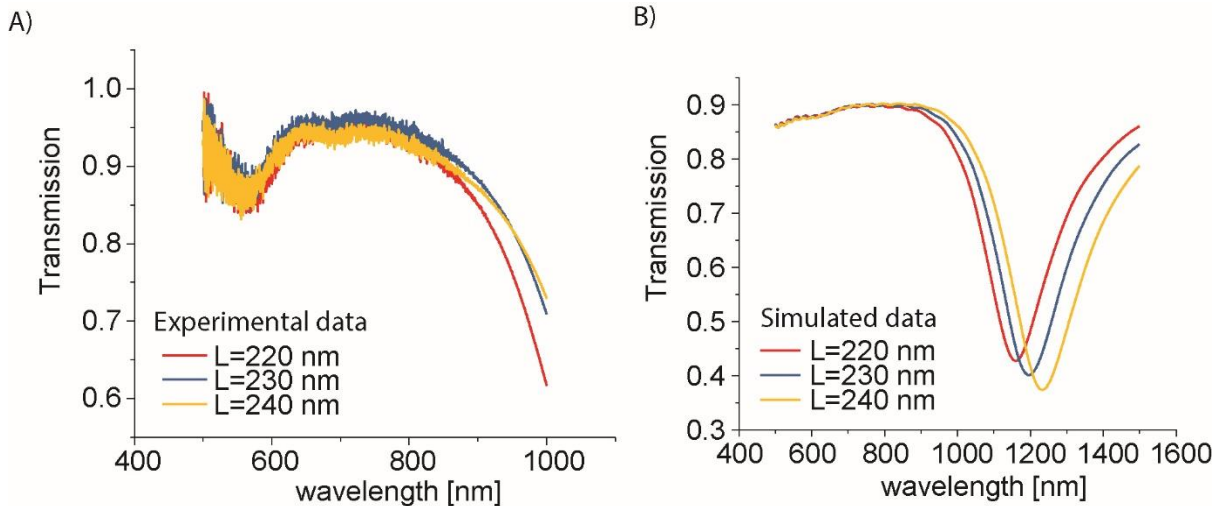 A)
Transmission
1.0
0.9
0.8
0.7
0.6
400
600
800
1000
wavelength [nm]
Experimental data
L=220 nm
L=230 nm
L=240 nm
B)
Transmission
0.9
0.8
0.7
0.6
0.5
0.4
0.3
400 600 800 1000 1200 1400 1600
wavelength [nm]
Simulated data
L=220 nm
L=230 nm
L=240 nm